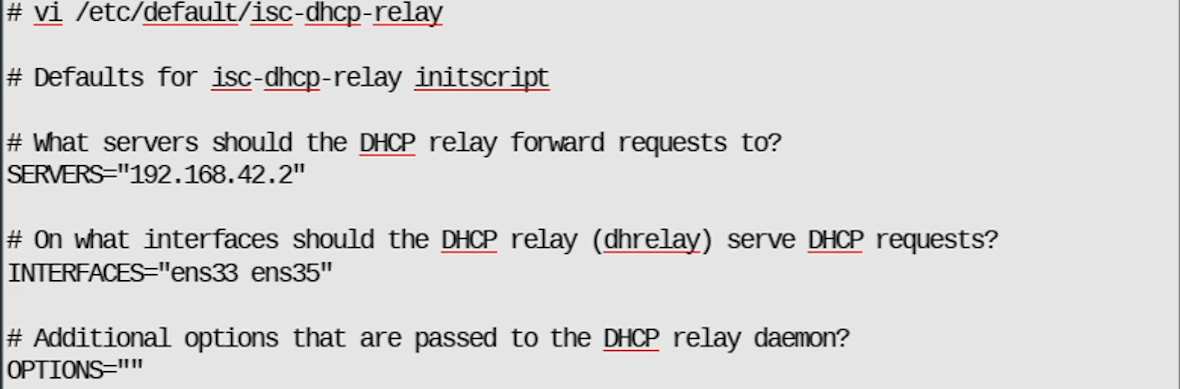 # vi /etc/default/isc-dhcp-relay
# Defaults for isc-dhcp-relay initscript
# What servers should the DHCP relay forward requests to?
SERVERS="192.168.42.2"
# On what interfaces should the DHCP relay (dhrelay) serve DHCP requests?
INTERFACES="ens33 ens35"
# Additional options that are passed to the DHCP relay daemon?
OPTIONS=""